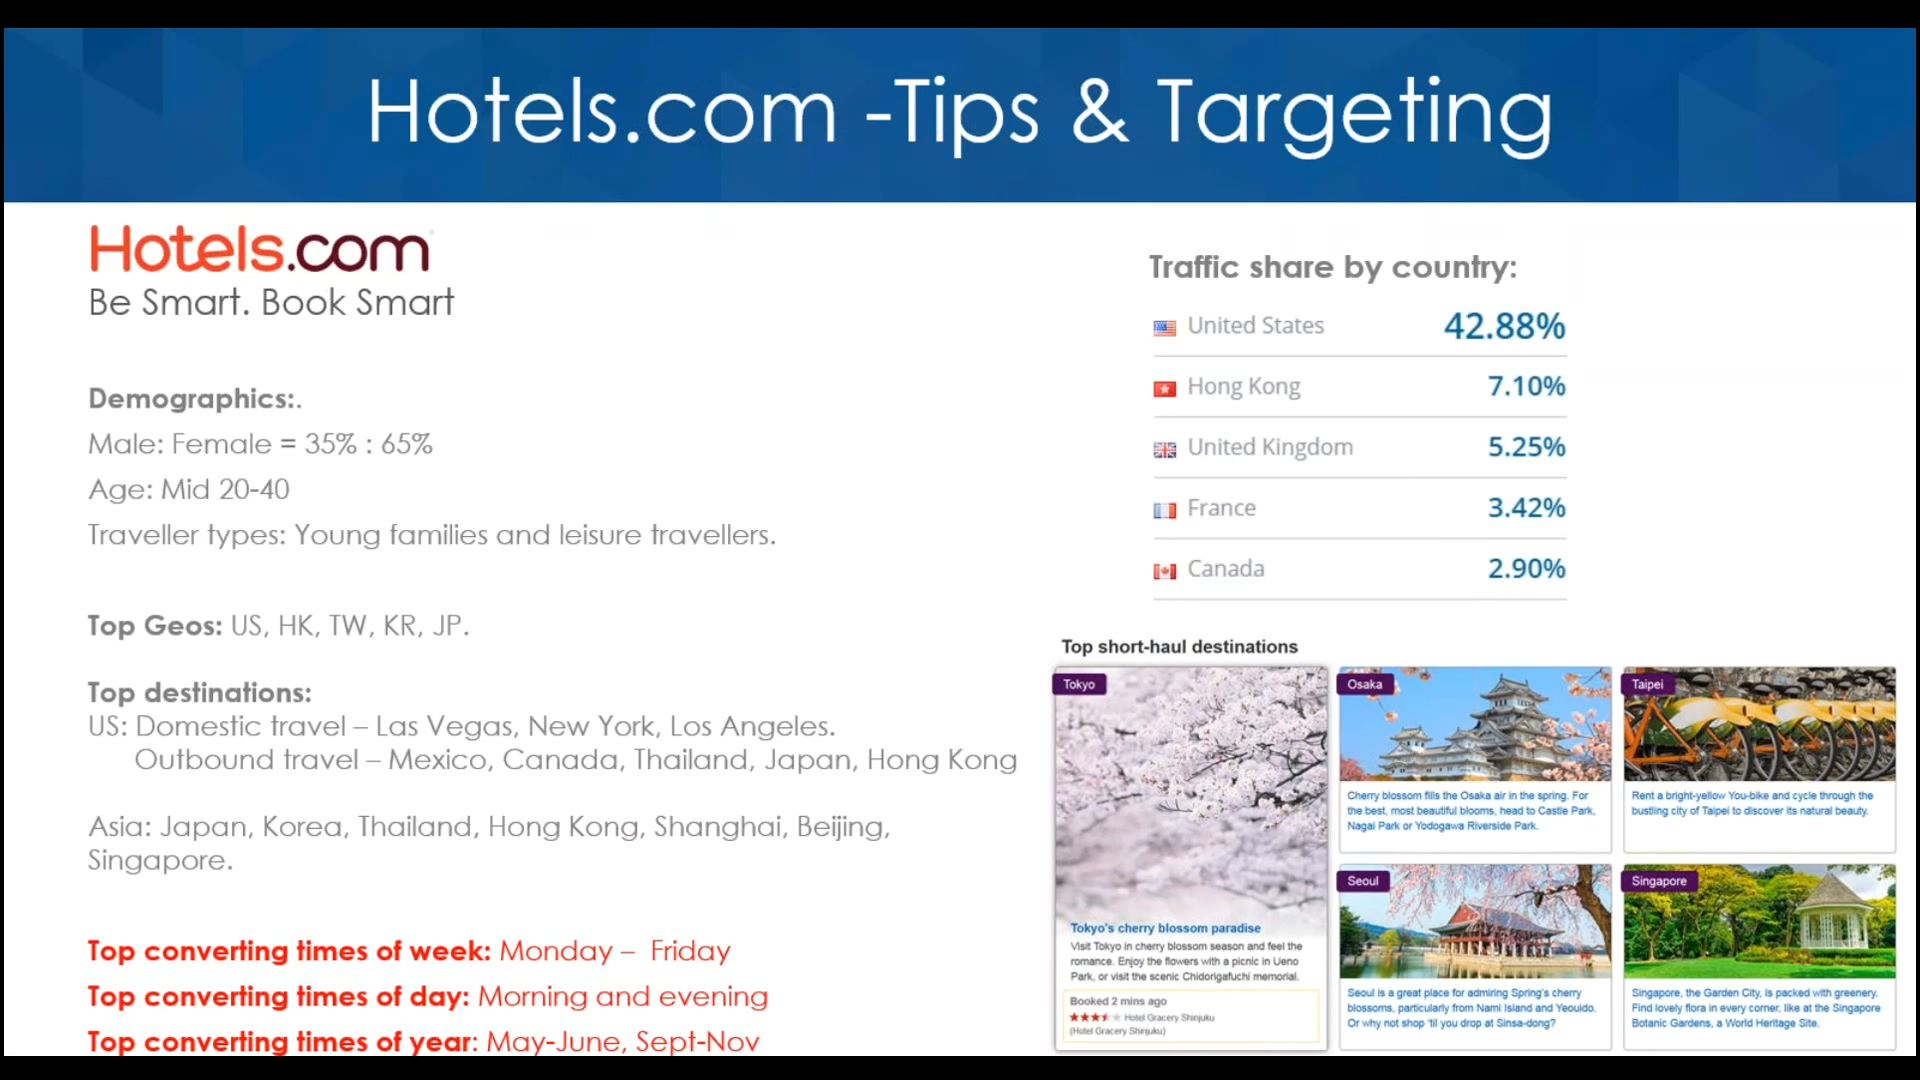 Hotels.com -Tips & Targeting
Hotels.com
Be Smart. Book Smart
Demographics:.
Male: Female = 35% : 65%
Age: Mid 20-40
Traveller types: Young families and leisure travellers.
Top Geos: US, HK, TW, KR, JP.
Top destinations:
US: Domestic travel – Las Vegas, New York, Los Angeles.
Outbound travel – Mexico, Canada, Thailand, Japan, Hong Kong
Asia: Japan, Korea, Thailand, Hong Kong, Shanghai, Beijing,
Singapore.
Top converting times of week: Monday – Friday
Top converting times of day: Morning and evening
Top converting times of year: May-June, Sept-Nov
Traffic share by country:
United States 42.88%
Hong Kong 7.10%
United Kingdom 5.25%
France 3.42%
Canada 2.90%
Top short-haul destinations
Tokyo
Tokyo's cherry blossom paradise
Visit Tokyo in cherry blossom season and feel the
romance. Enjoy the flowers with a picnic in Ueno
Park, or visit the scenic Chidorigafuchi memorial.
Booked 2 mins ago
Hotel Gracery Shinjuku
(Hotel Gracery Shinjuku)
Osaka
Cherry blossom fills the Osaka air in the spring. For
the best, most beautiful blooms, head to Castle Park,
Nagai Park or Yodogawa Riverside Park.
Taipei
Rent a bright-yellow You-bike and cycle through the
bustling city of Taipei to discover its natural beauty.
Seoul
Seoul is a great place for admiring Spring's cherry
blossoms, particularly from Nami Island and Yeouido.
Or why not shop 'til you drop at Sinsa-dong?
Singapore
Singapore, the Garden City, is packed with greenery.
Find lovely flora in every corner, like at the Singapore
Botanic Gardens, a World Heritage Site.